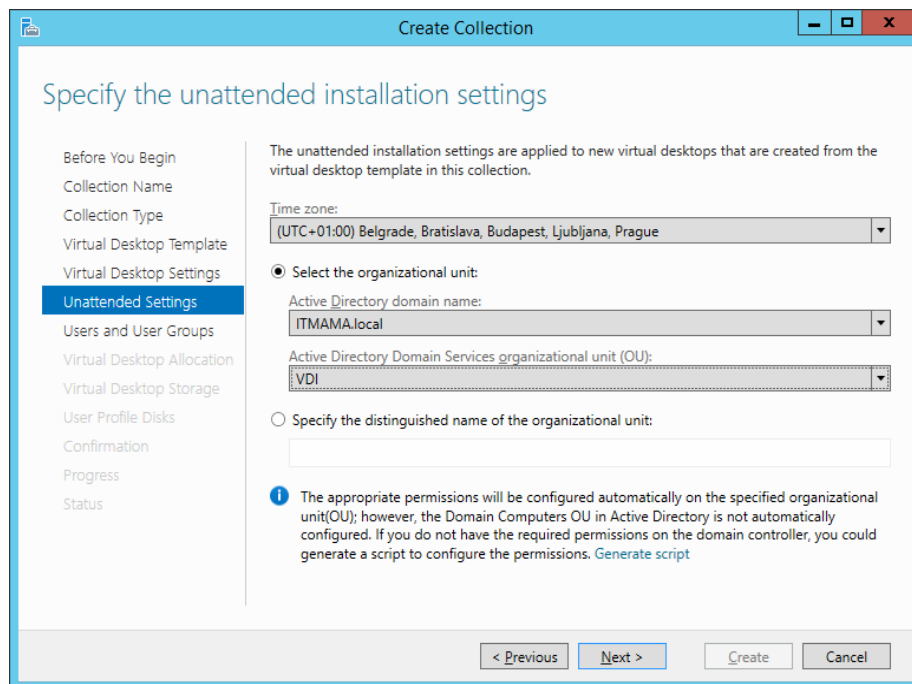 Create Collection
Specify the unattended installation settings
Before You Begin
Collection Name
Collection Type
Virtual Desktop Template
Virtual Desktop Settings
Unattended Settings
Users and User Groups
Virtual Desktop Allocation
Virtual Desktop Storage
User Profile Disks
Confirmation
Progress
Status
The unattended installation settings are applied to new virtual desktops that are created from the
virtual desktop template in this collection.
Time zone:
(UTC+01:00) Belgrade, Bratislava, Budapest, Ljubljana, Prague
Select the organizational unit:
Active Directory domain name:
ITMAMA.local
Active Directory Domain Services organizational unit (OU):
VDI
Specify the distinguished name of the organizational unit:
The appropriate permissions will be configured automatically on the specified organizational
unit(OU); however, the Domain Computers OU in Active Directory is not automatically
configured. If you do not have the required permissions on the domain controller, you could
generate a script to configure the permissions. Generate script
< Previous
Next >
Create
Cancel